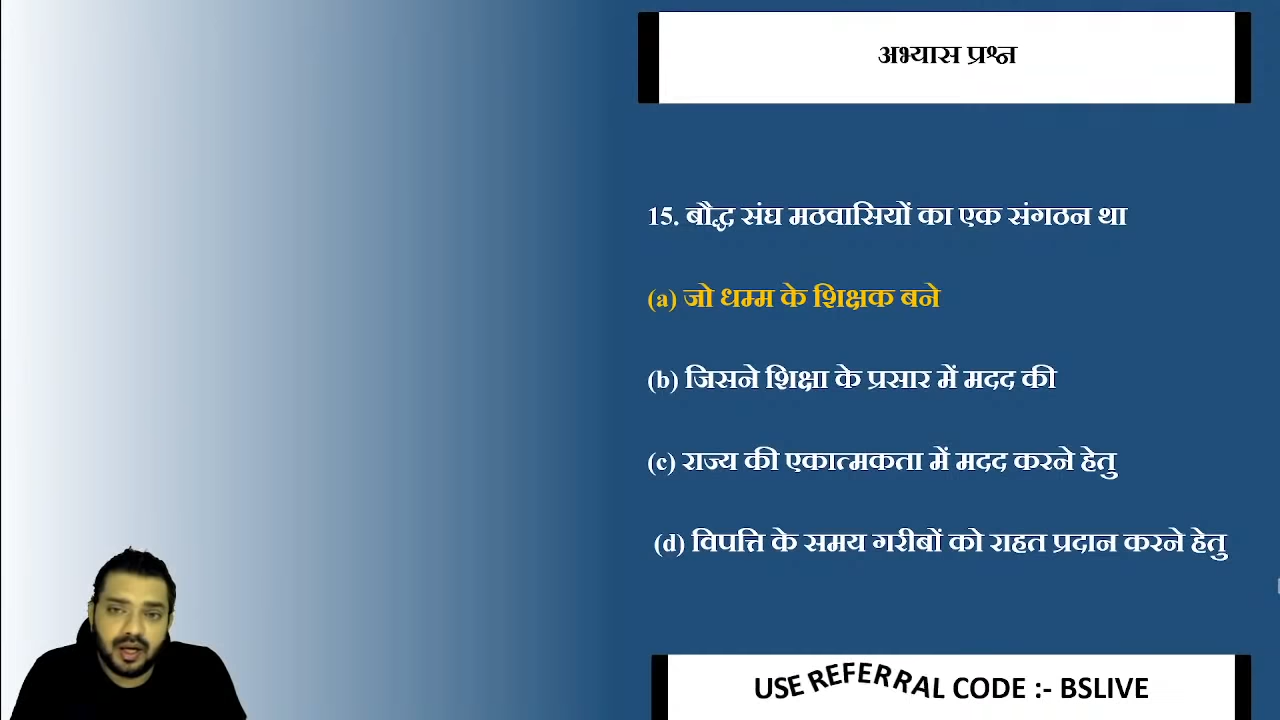 अभ्यास प्रश्न
15. बौद्ध संघ मठवासियों का एक संगठन था
(a) जो धम्म के शिक्षक बने
(b) जिसने शिक्षा के प्रसार में मदद की
(c) राज्य की एकात्मकता में मदद करने हेतु
(d) विपत्ति के समय गरीबों को राहत प्रदान करने हेतु
USE REFERRAL CODE :- BSLIVE